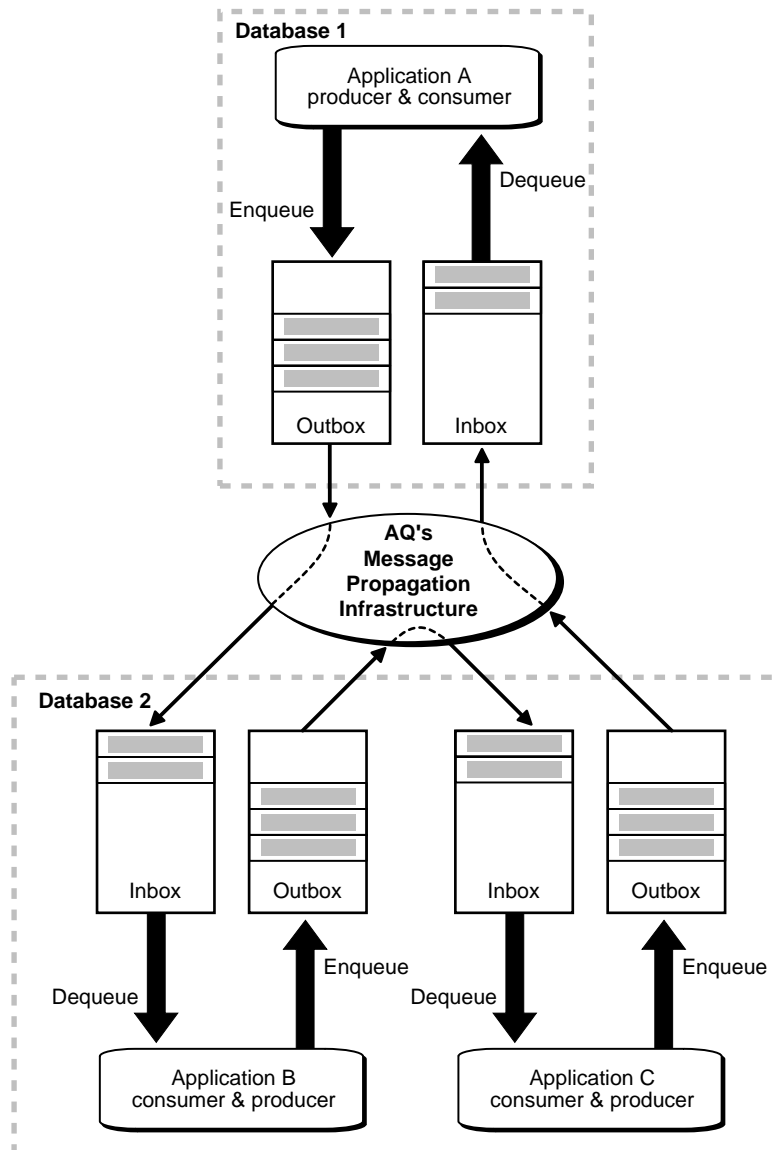 Database 1
Application A
producer & consumer
Enqueue
Dequeue
Outbox
Inbox
AQ's
Message
Propagation
Infrastructure
Database 2
Inbox
Outbox
Inbox
Outbox
Dequeue
Enqueue
Dequeue
Enqueue
Application B
consumer & producer
Application C
consumer & producer